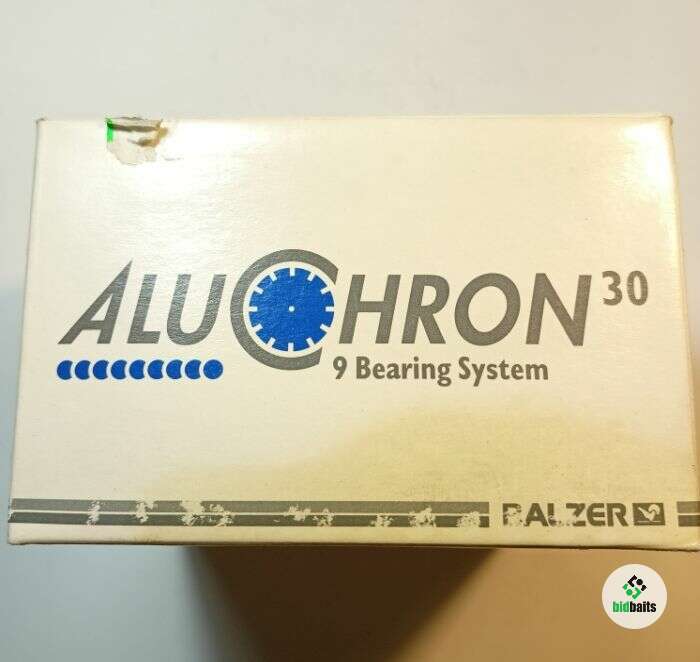 ALUCHRON 30
9 Bearing System
BALZER
bidbaits